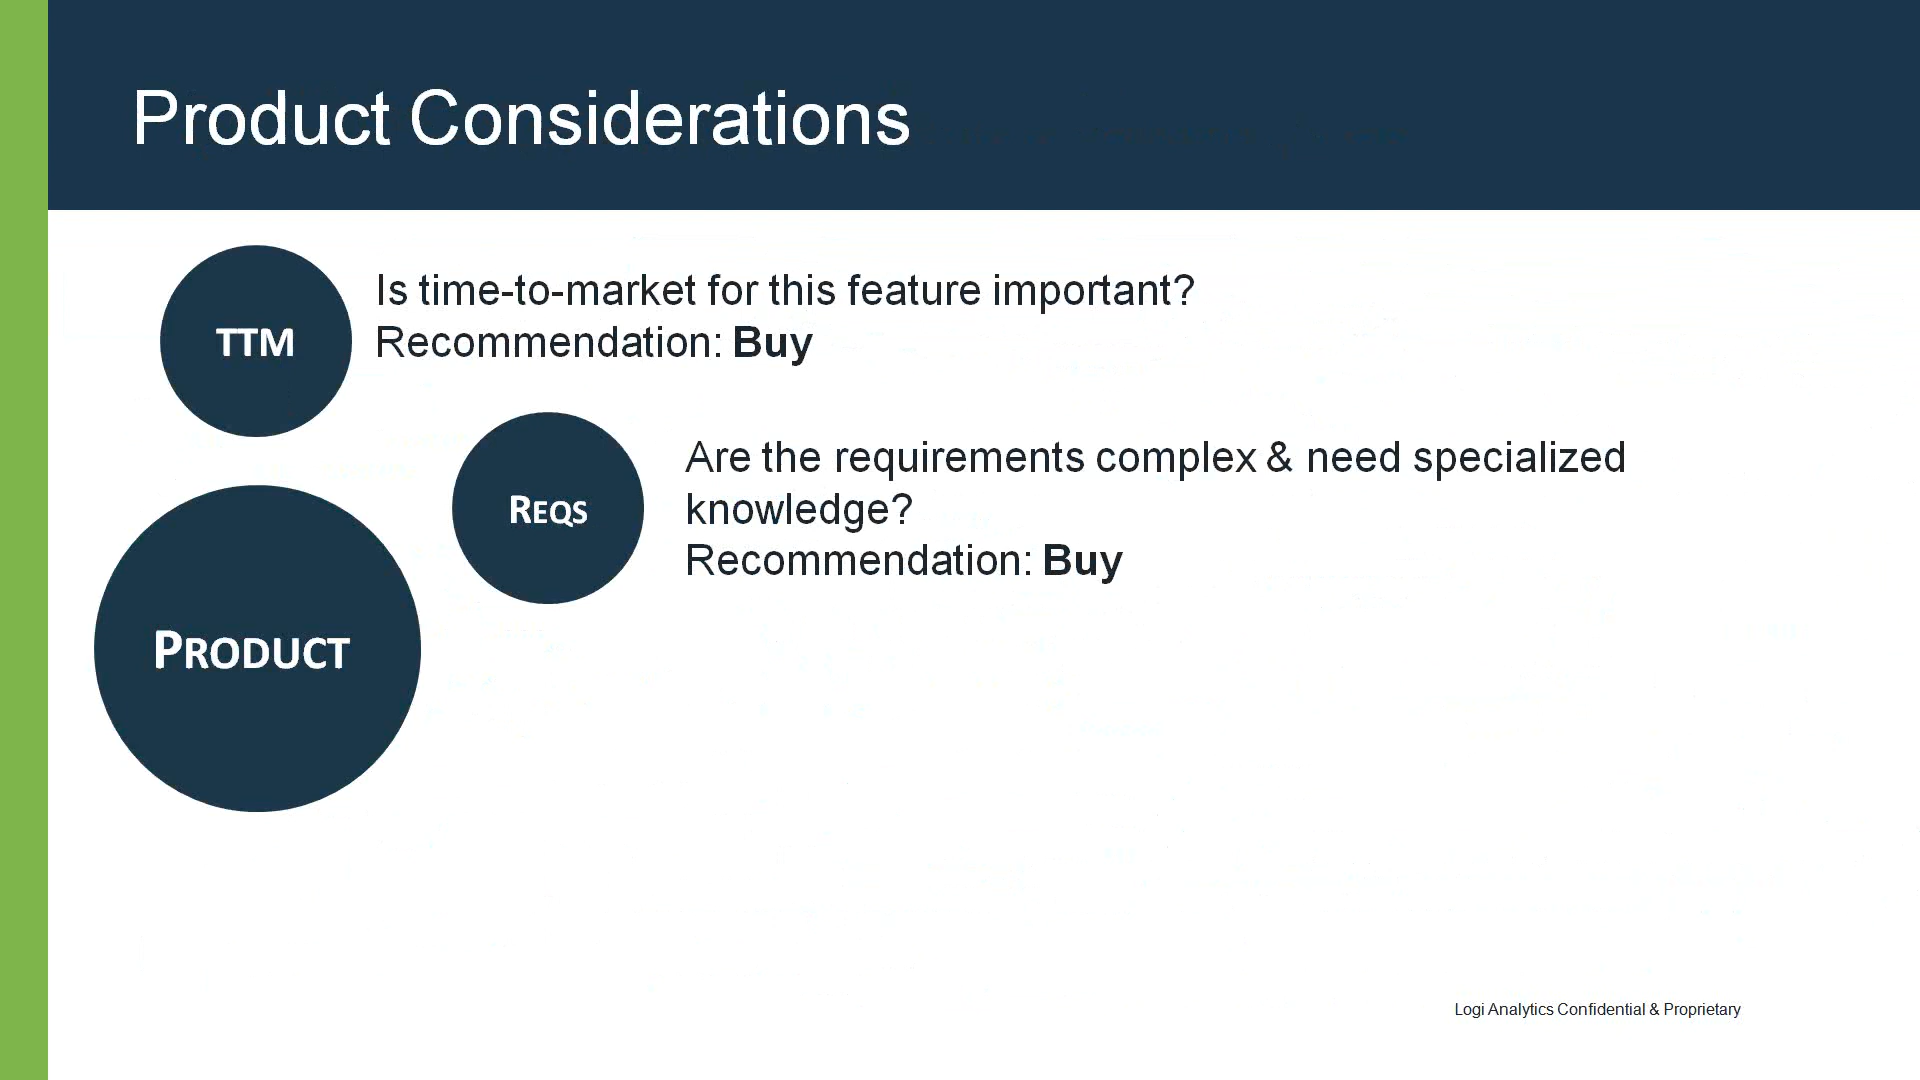 Product Considerations
TTM
Is time-to-market for this feature important?
Recommendation: Buy
REQS
Are the requirements complex & need specialized
knowledge?
Recommendation: Buy
PRODUCT
Logi Analytics Confidential & Proprietary